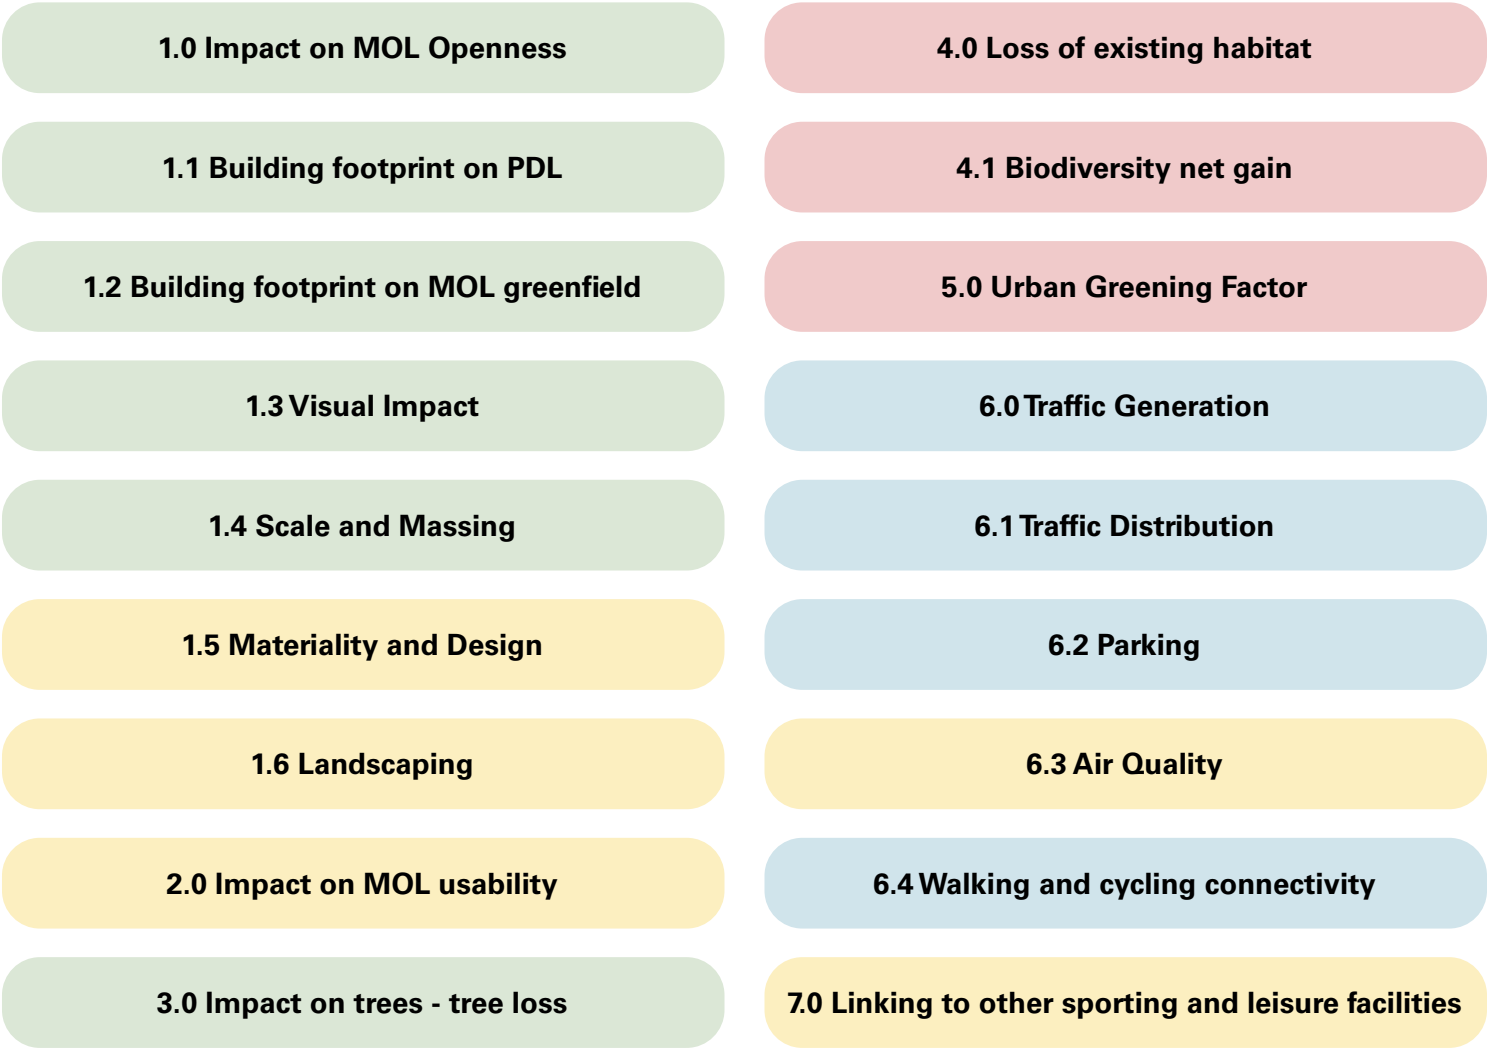 1.0 Impact on MOL Openness
1.1 Building footprint on PDL
1.2 Building footprint on MOL greenfield
1.3 Visual Impact
1.4 Scale and Massing
1.5 Materiality and Design
1.6 Landscaping
2.0 Impact on MOL usability
3.0 Impact on trees - tree loss
4.0 Loss of existing habitat
4.1 Biodiversity net gain
5.0 Urban Greening Factor
6.0 Traffic Generation
6.1 Traffic Distribution
6.2 Parking
6.3 Air Quality
6.4 Walking and cycling connectivity
7.0 Linking to other sporting and leisure facilities